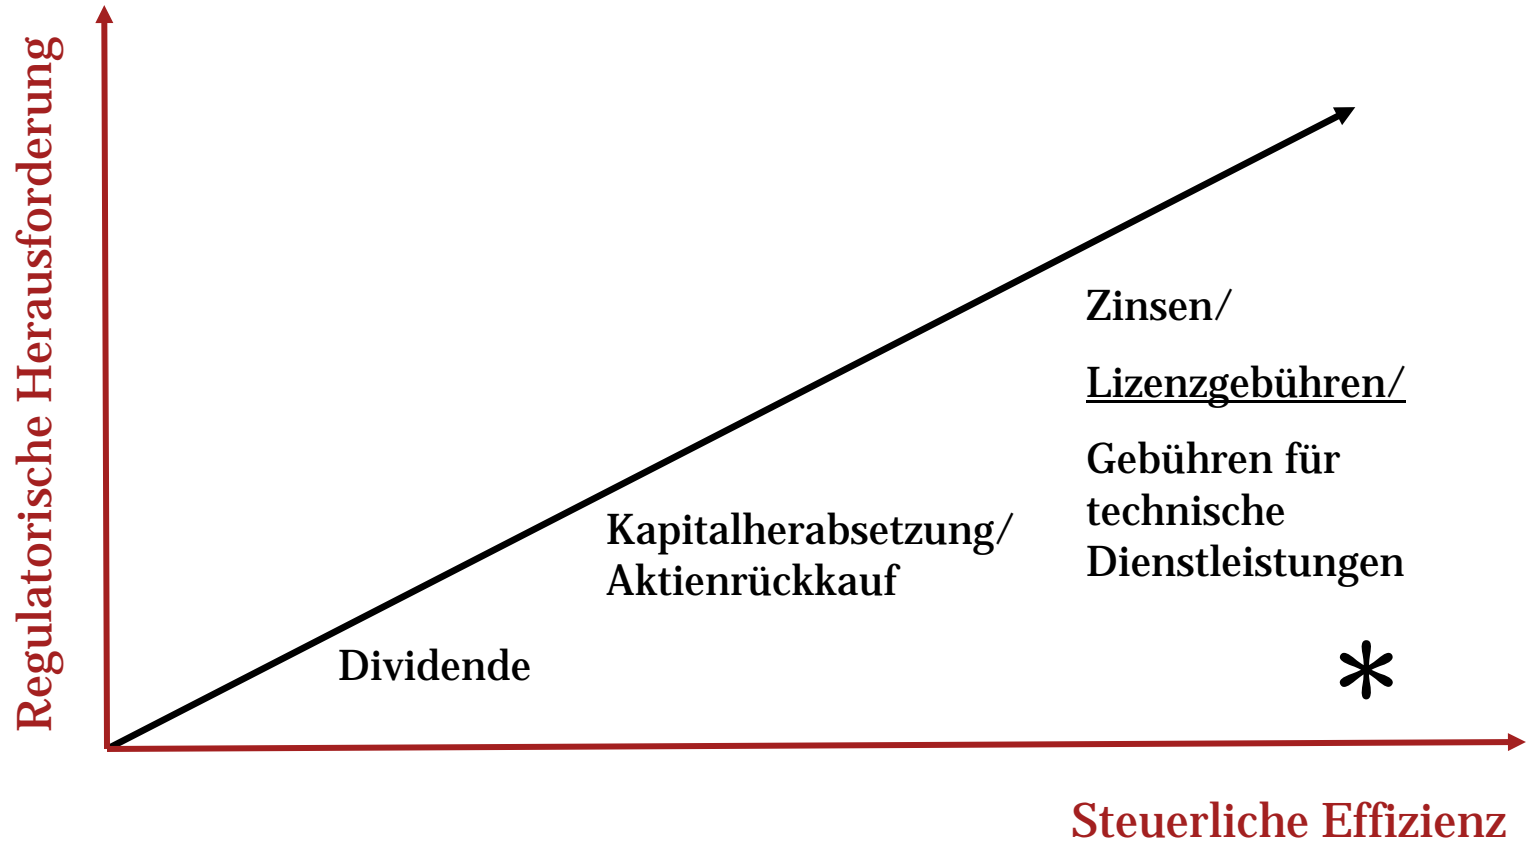 Regulatorische Herausforderung
Zinsen/
Lizenzgebühren/
Gebühren für
technische
Dienstleistungen
Kapitalherabsetzung/
Aktienrückkauf
Dividende
*
Steuerliche Effizienz